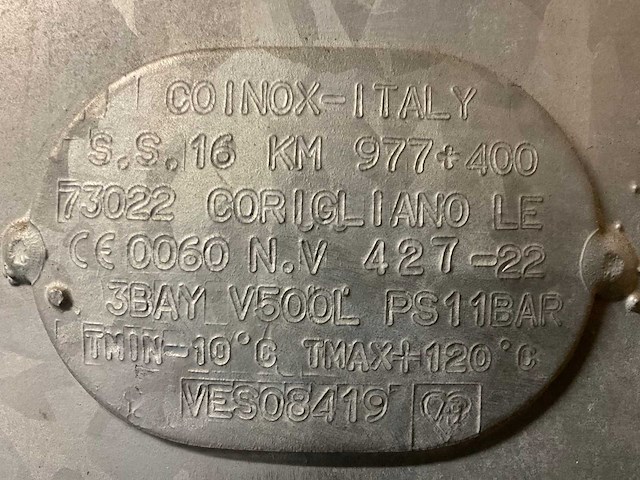 COINOX-ITALY
S.S.16 KM 977+400
73022 CORIGLIANO LE
CE 0060 N.V 427-22
3BAY V500L PS11BAR
TMIN-10°C TMAX+120°C
VES08419